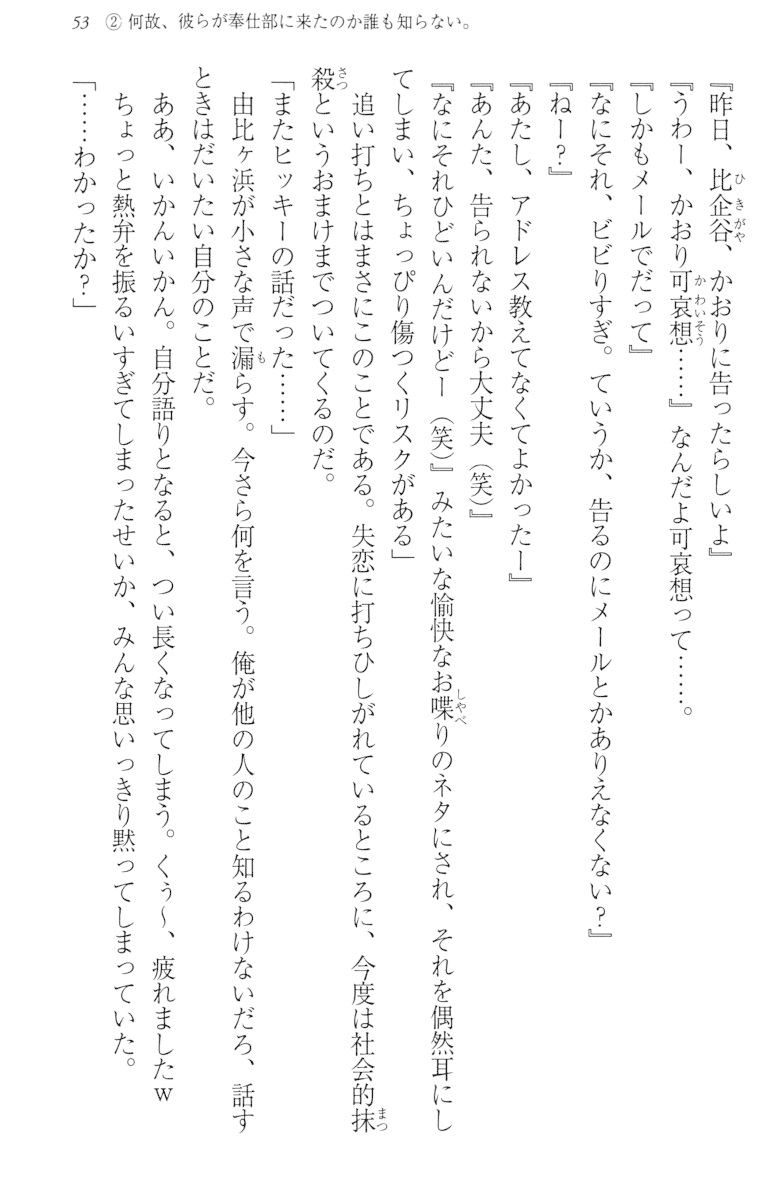 53 ② 何故、彼らが奉仕部に来たのか誰も知らない。
『昨日、比企谷、かおりに告ったらしいよ』
『うわー、かおり可哀想……』なんだよ可哀想って……。
『しかもメールでだって』
『なにそれ、ビビりすぎ。ていうか、告るのにメールとかありえなくない？』
『ねー？』
『あたし、アドレス教えてなくてよかったー』
『あんた、告られないから大丈夫（笑）』
『なにそれひどいんだけどー（笑）』みたいな愉快なお喋りのネタにされ、それを偶然耳にし
てしまい、ちょっぴり傷つくリスクがある」
　追い打ちとはまさにこのことである。失恋に打ちひしがれているところに、今度は社会的抹
殺というおまけまでついてくるのだ。
「またヒッキーの話だった……」
　由比ヶ浜が小さな声で漏らす。今さら何を言う。俺が他の人のこと知るわけないだろ、話す
ときはだいたい自分のことだ。
　ああ、いかんいかん。自分語りとなると、つい長くなってしまう。くぅ～、疲れましたw
　ちょっと熱弁を振るいすぎてしまったせいか、みんな思いっきり黙ってしまっていた。
「……わかったか？」